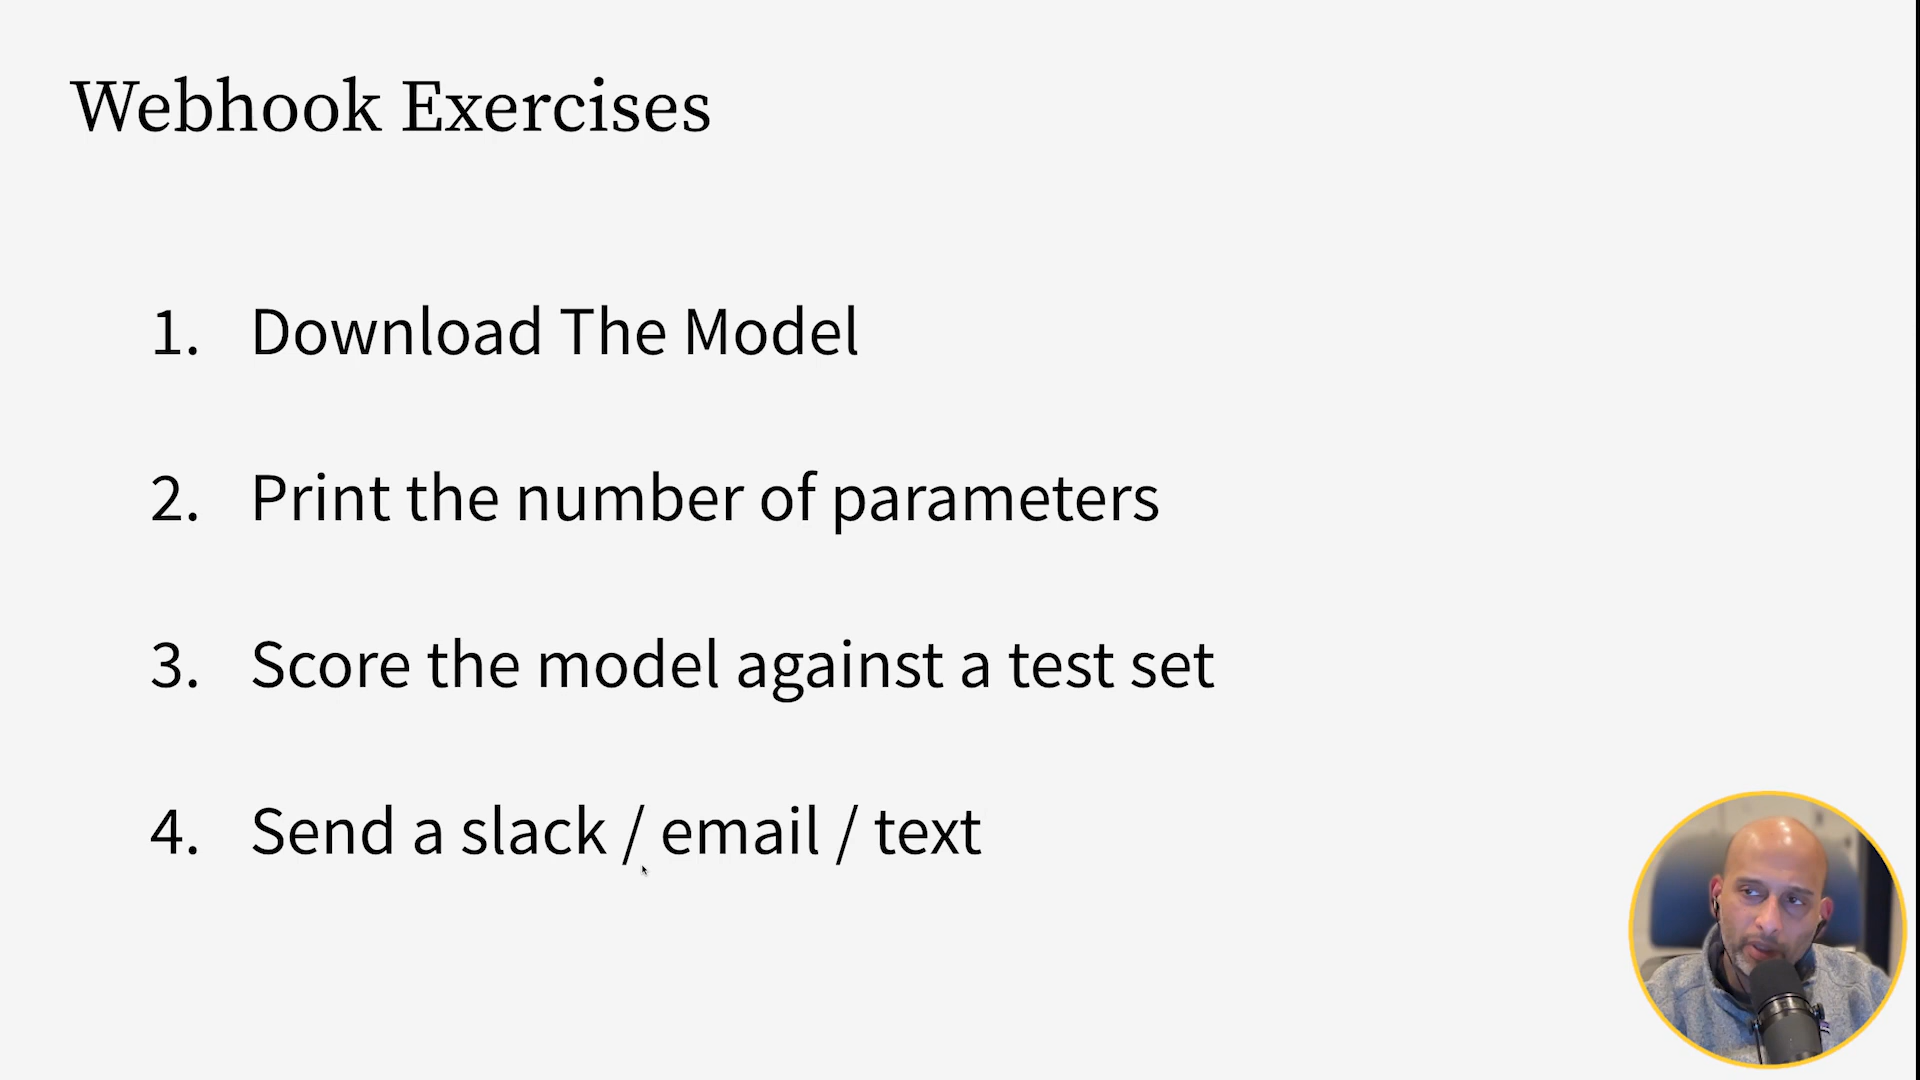 Webhook Exercises
1. Download The Model
2. Print the number of parameters
3. Score the model against a test set
4. Send a slack / email / text